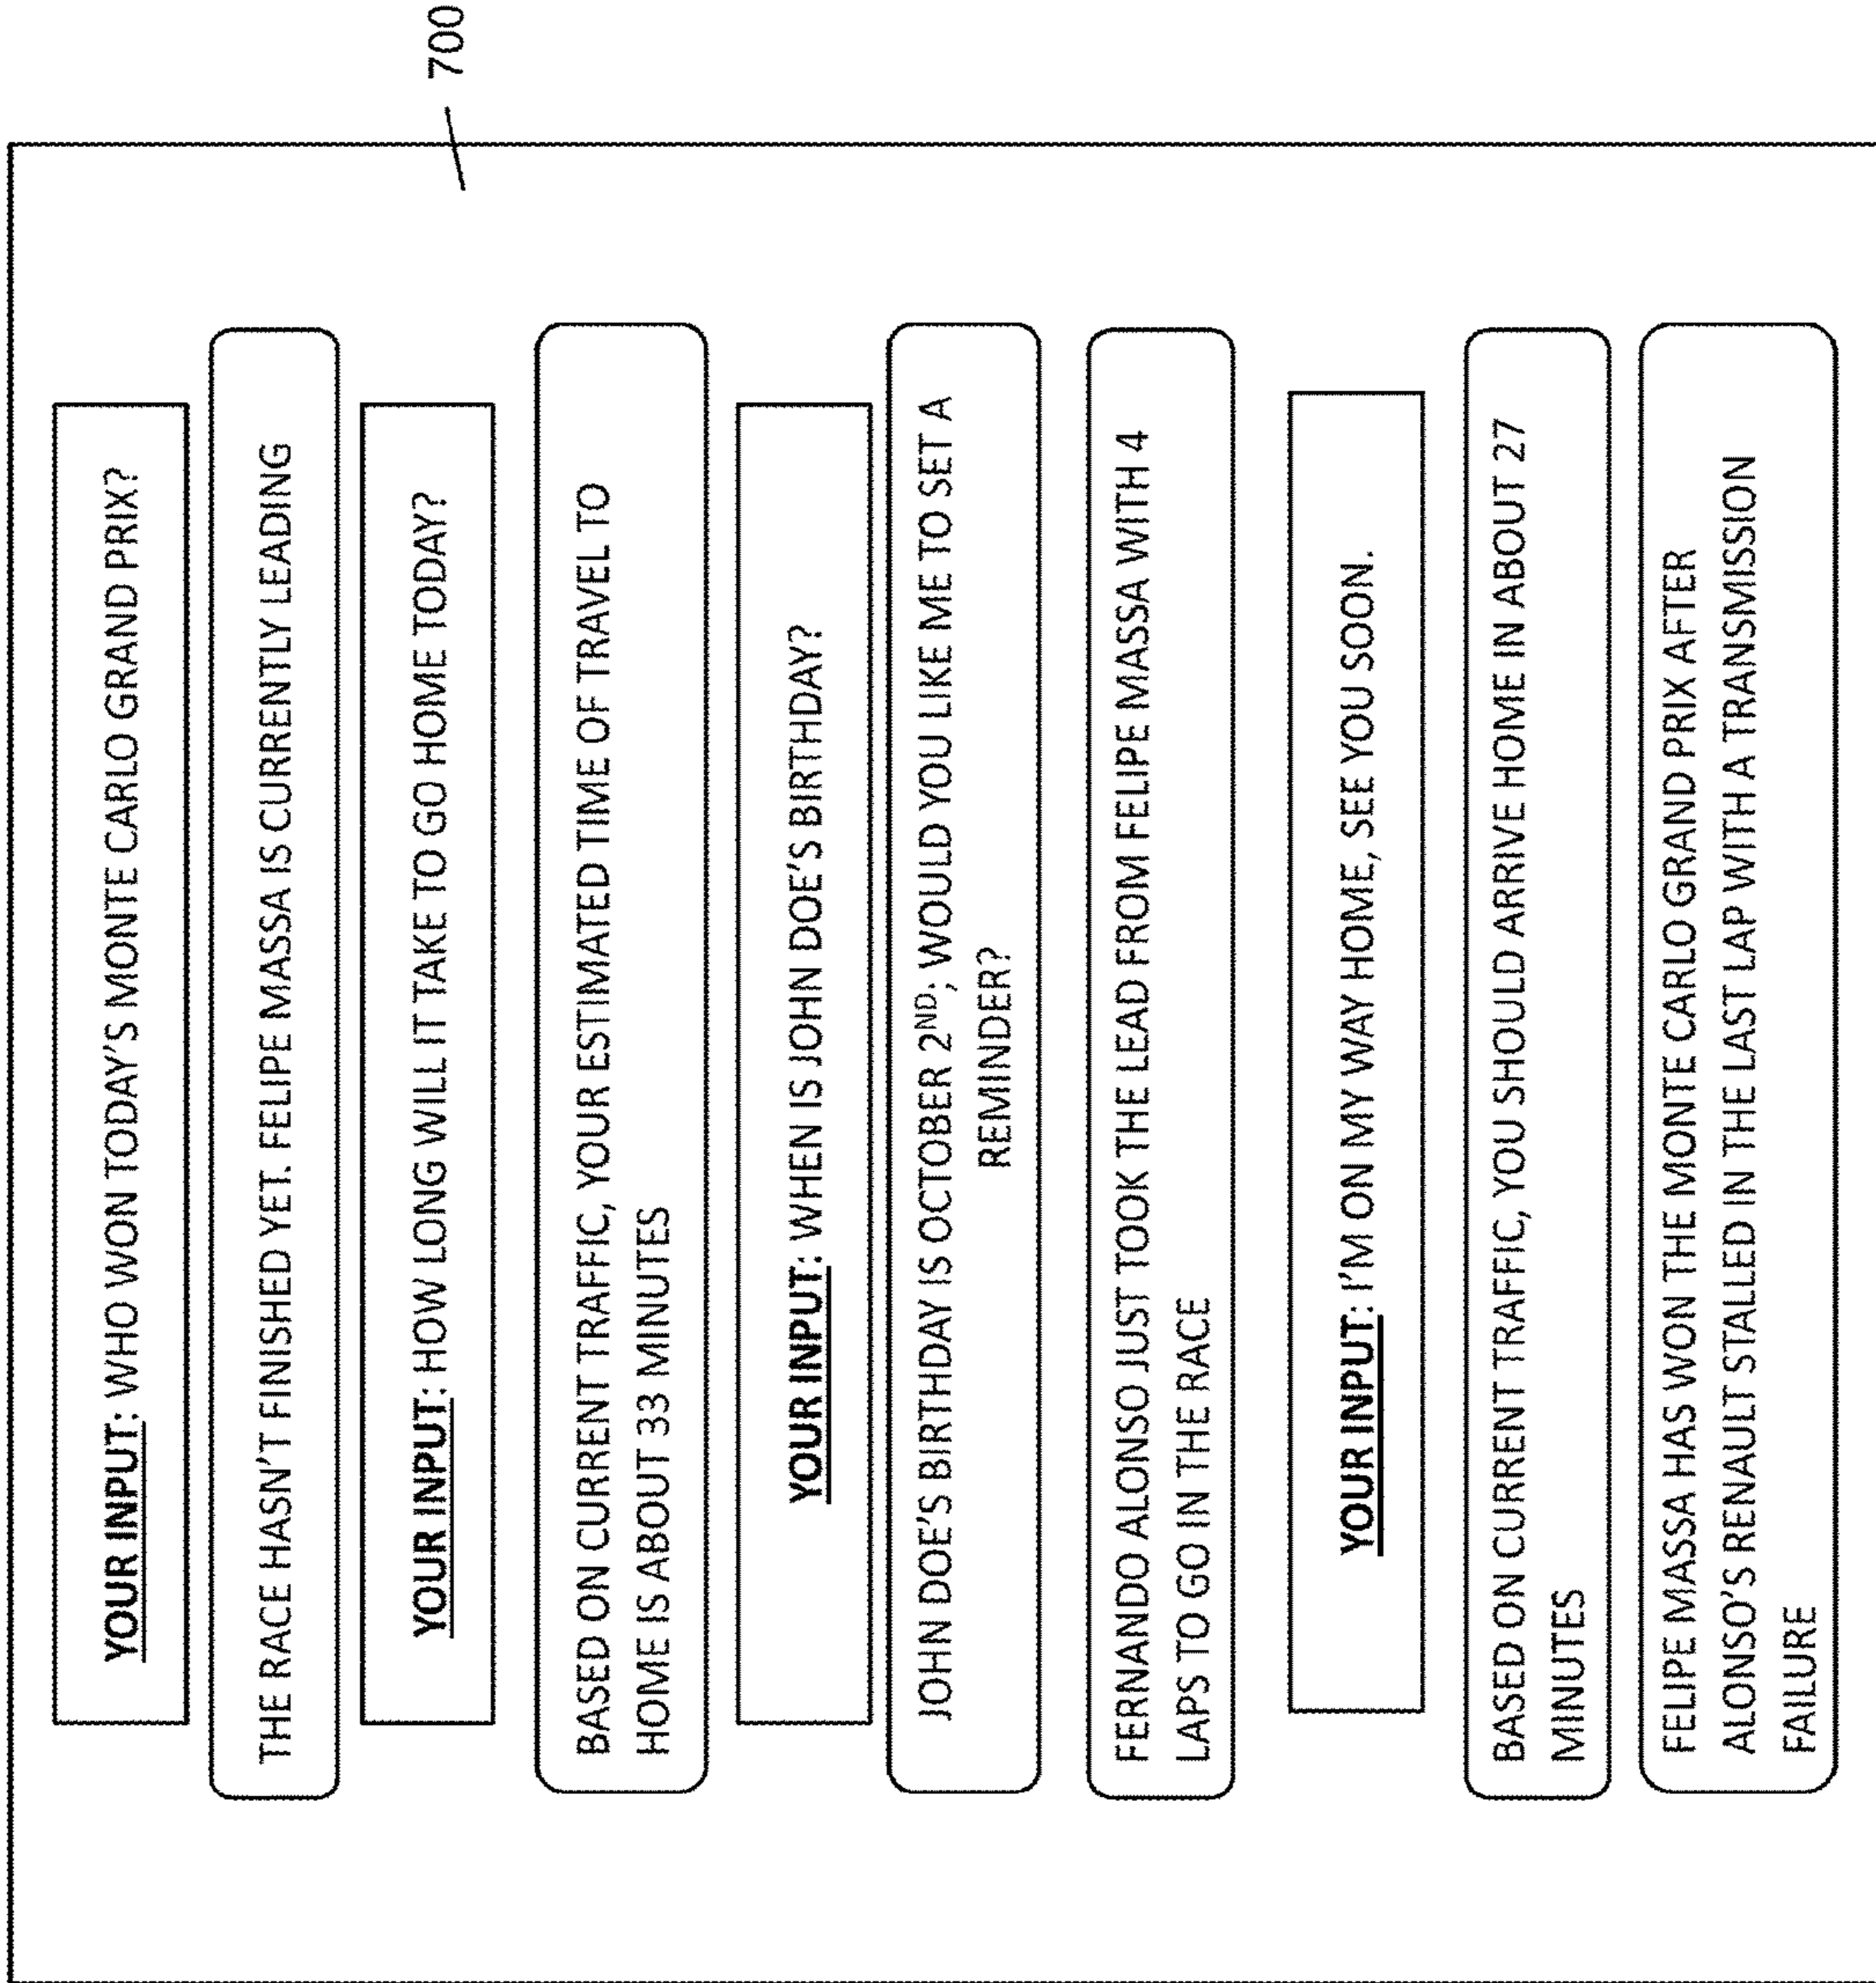 700
YOUR INPUT: WHO WON TODAY'S MONTE CARLO GRAND PRIX?
THE RACE HASN'T FINISHED YET. FELIPE MASSA IS CURRENTLY LEADING
YOUR INPUT: HOW LONG WILL IT TAKE TO GO HOME TODAY?
BASED ON CURRENT TRAFFIC, YOUR ESTIMATED TIME OF TRAVEL TO
HOME IS ABOUT 33 MINUTES
YOUR INPUT: WHEN IS JOHN DOE'S BIRTHDAY?
JOHN DOE'S BIRTHDAY IS OCTOBER 2ND; WOULD YOU LIKE ME TO SET A
REMINDER?
FERNANDO ALONSO JUST TOOK THE LEAD FROM FELIPE MASSA WITH 4
LAPS TO GO IN THE RACE
YOUR INPUT: I'M ON MY WAY HOME, SEE YOU SOON.
BASED ON CURRENT TRAFFIC, YOU SHOULD ARRIVE HOME IN ABOUT 27
MINUTES
FELIPE MASSA HAS WON THE MONTE CARLO GRAND PRIX AFTER
ALONSO'S RENAULT STALLED IN THE LAST LAP WITH A TRANSMISSION
FAILURE